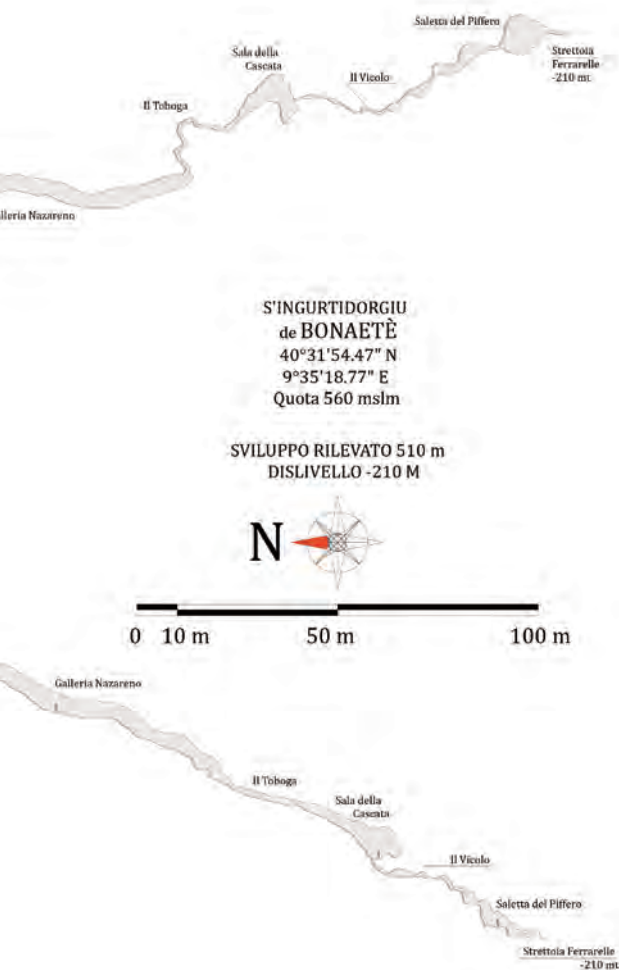 Saletta del Piffero
Strettoia
Ferrarelle
-210 mt.
Sala della
Cascata
Il Vicolo
Il Toboga
alleria Nazareno
S'INGURTIDORGIU
de BONAETÈ
40°31'54.47" N
9°35'18.77" E
Quota 560 mslm
SVILUPPO RILEVATO 510 m
DISLIVELLO -210 M
N
0 10 m 50 m 100 m
Galleria Nazareno
Il Toboga
Sala della
Cascata
Il Vicolo
Saletta del Piffero
Strettoia Ferrarelle
-210 mt